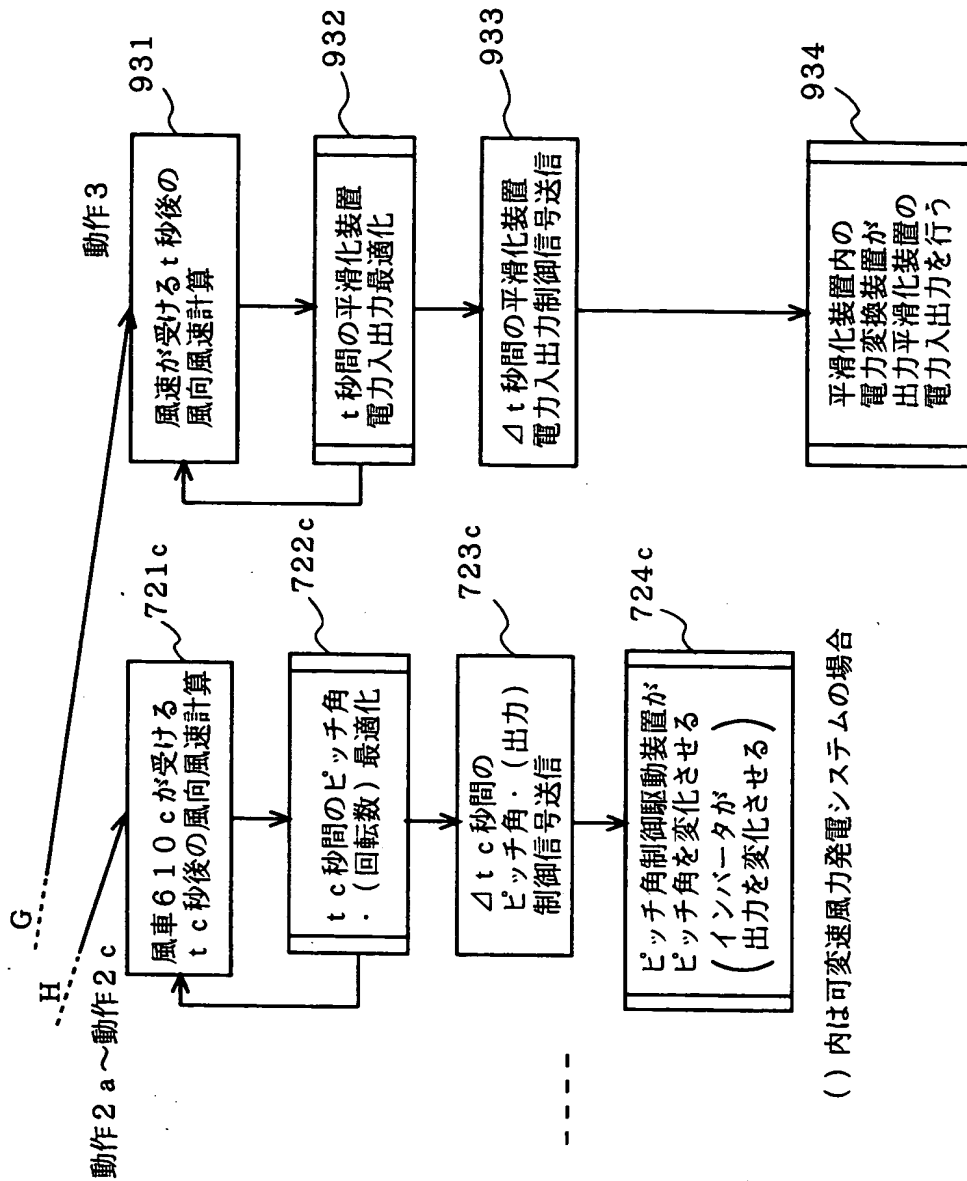 G
H
動作2a～動作2c
721c
風車610cが受ける
tc秒後の風向風速計算
722c
tc秒間のピッチ角
・(回転数)最適化
723c
⊿tc秒間の
ピッチ角・(出力)
制御信号送信
724c
ピッチ角制御駆動装置が
ピッチ角を変化させる
(インバータが
出力を変化させる)
()内は可変速風力発電システムの場合
動作3
931
風速が受けるt秒後の
風向風速計算
932
t秒間の平滑化装置
電力入出力最適化
933
⊿t秒間の平滑化装置
電力入出力制御信号送信
934
平滑化装置内の
電力変換装置が
出力平滑化装置の
電力入出力を行う